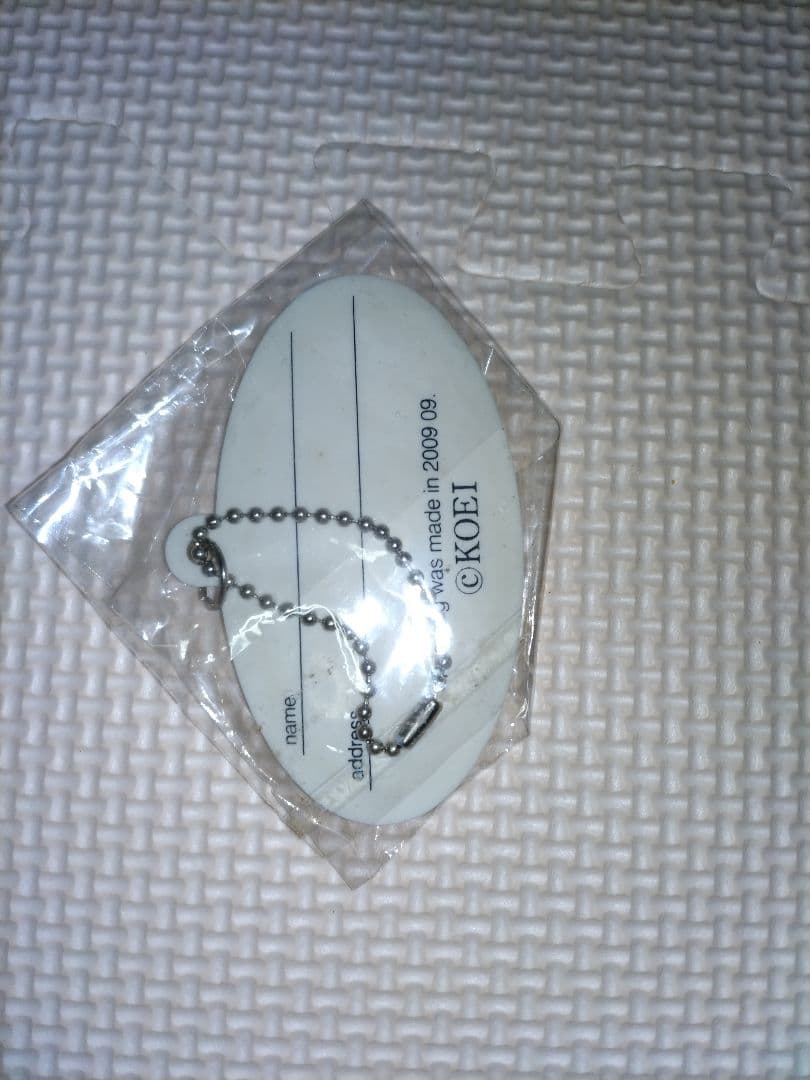 name
address
was made in 2009 09.
©KOEI